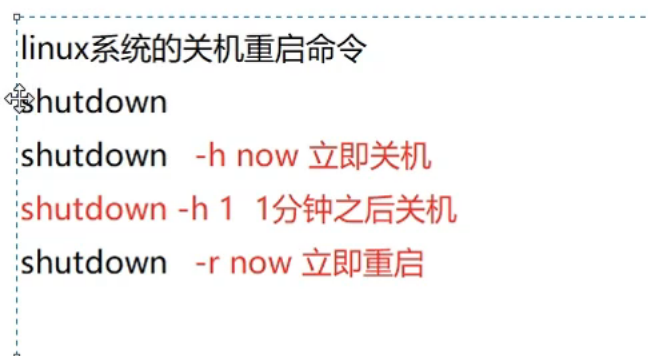 linux系统的关机重启命令
shutdown
shutdown -h now 立即关机
shutdown -h 1 1分钟之后关机
shutdown -r now 立即重启